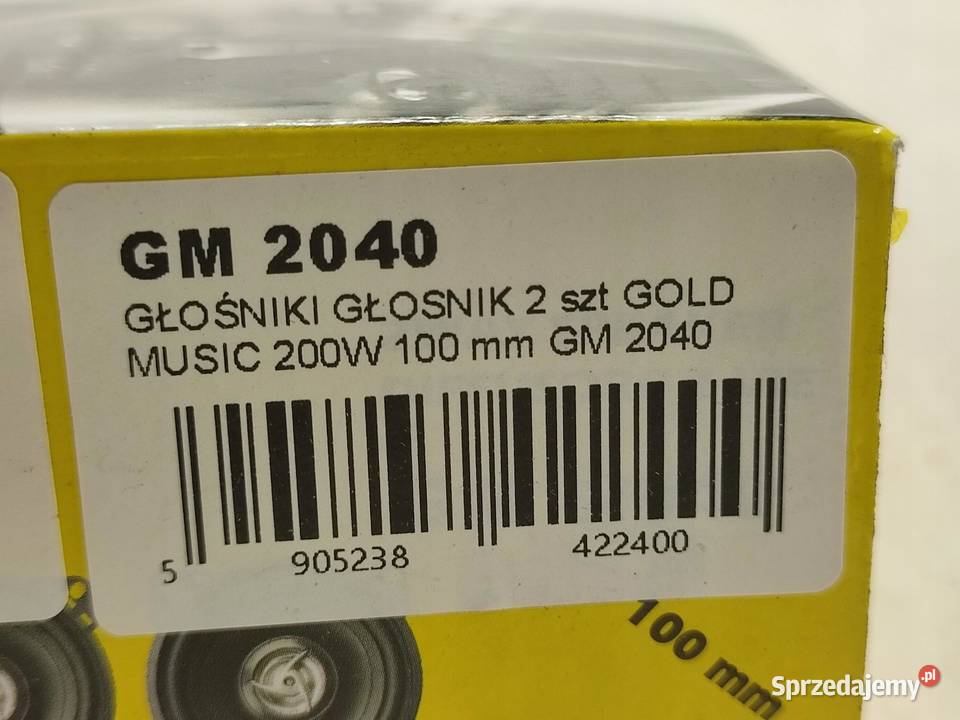 GM 2040
GŁOŚNIKI GŁOSNIK 2 szt GOLD
MUSIC 200W 100 mm GM 2040
5 905238 422400
100 mm
Sprzedajemy.pl